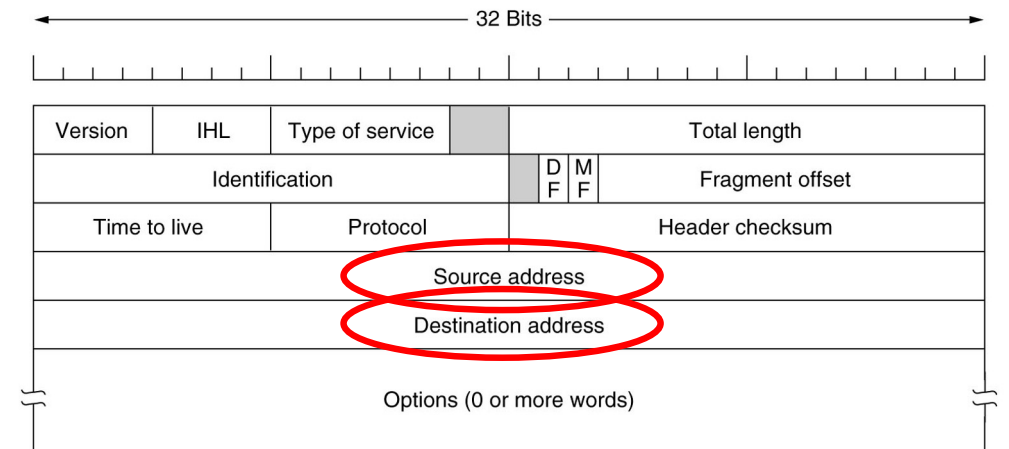 32 Bits
Version IHL Type of service Total length
Identification D F M F Fragment offset
Time to live Protocol Header checksum
Source address
Destination address
Options (0 or more words)